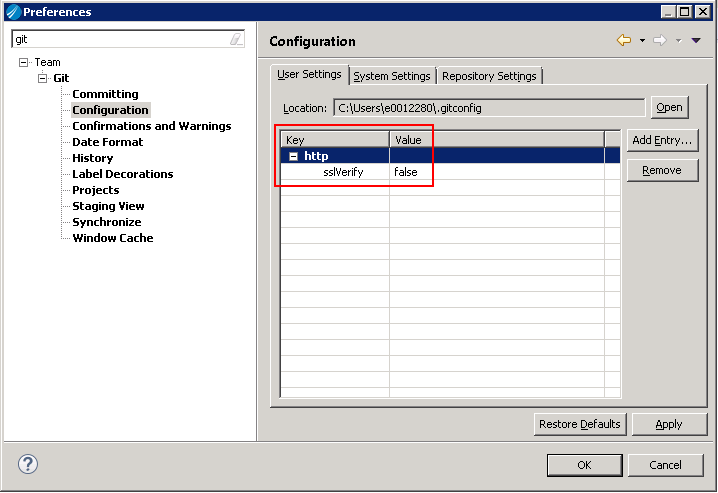 Preferences
git
Team
Git
Committing
Configuration
Confirmations and Warnings
Date Format
History
Label Decorations
Projects
Staging View
Synchronize
Window Cache
Configuration
User Settings System Settings Repository Settings
Location: C:\Users\e0012280\.gitconfig Open
Key Value Add Entry...
http
sslVerify false Remove
Restore Defaults Apply
? OK Cancel